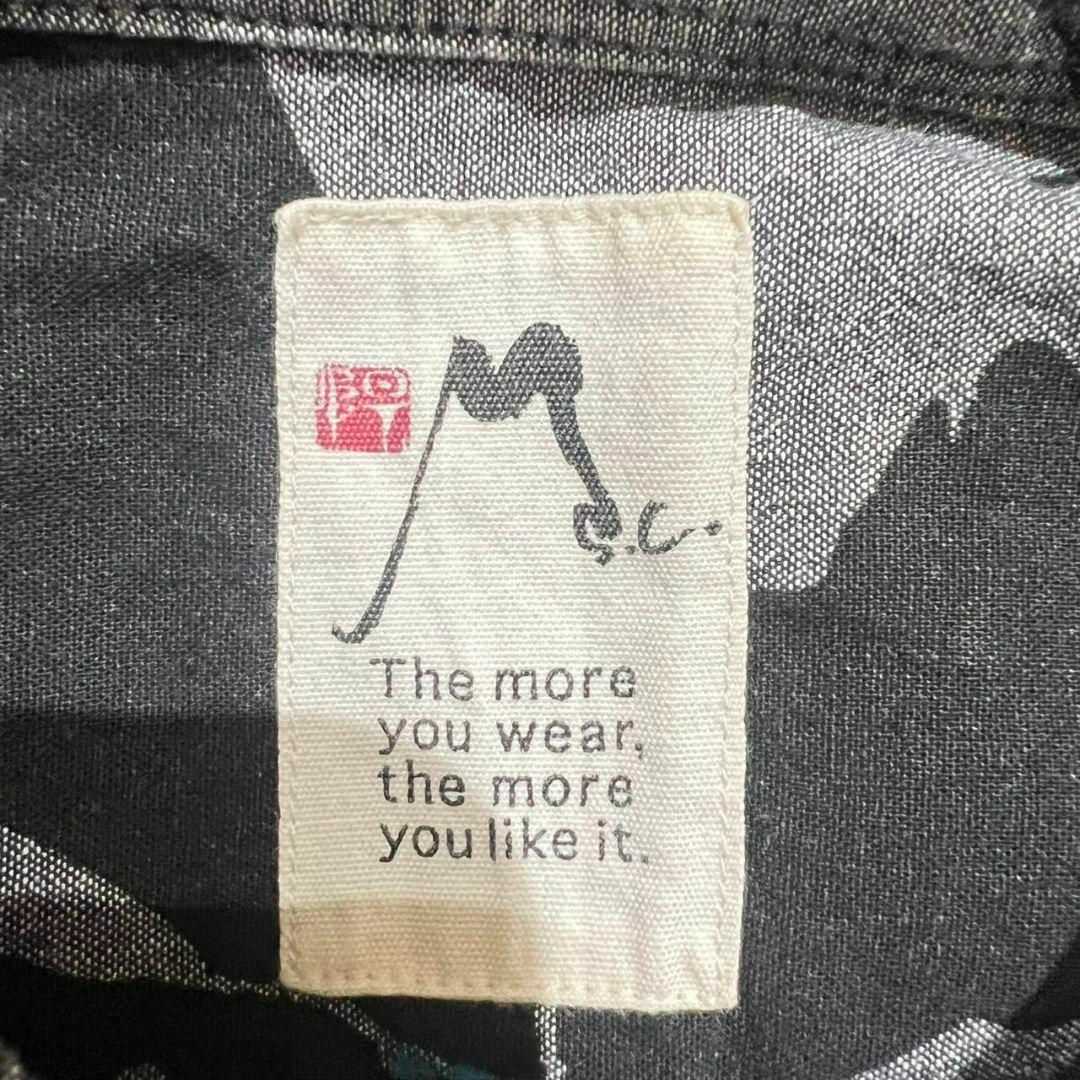 M
S.C.
The more
you wear,
the more
you like it.